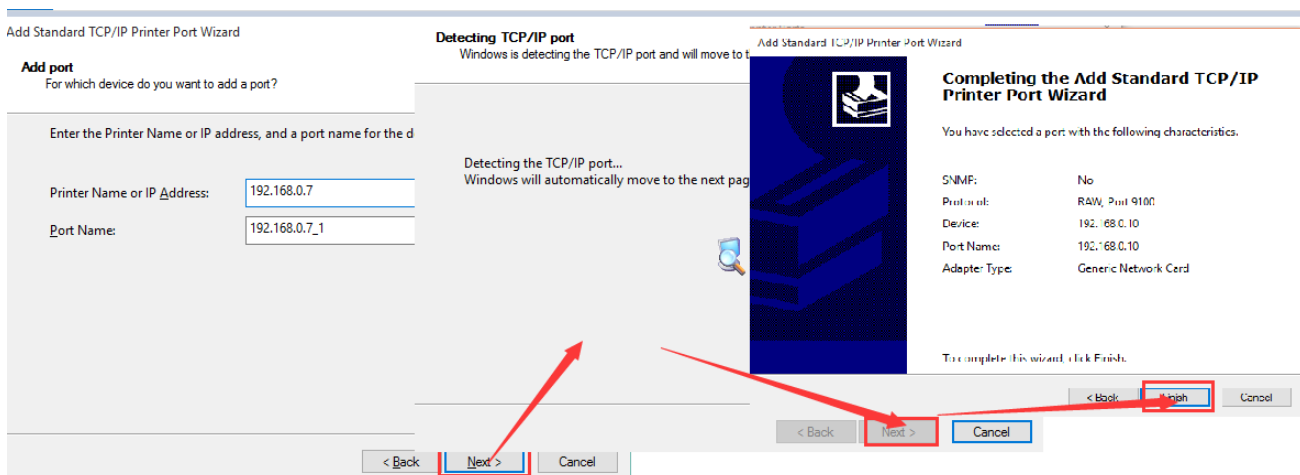 Add Standard TCP/IP Printer Port Wizard
Add port
For which device do you want to add a port?
Enter the Printer Name or IP address, and a port name for the d
Printer Name or IP Address:
192.168.0.7
Port Name:
192.168.0.7_1
< Back
Next >
Cancel
Detecting TCP/IP port
Windows is detecting the TCP/IP port and will move to t
Detecting the TCP/IP port...
Windows will automatically move to the next pag
< Back
Next >
Cancel
Add Standard TCP/IP Printer Port Wizard
Completing the Add Standard TCP/IP
Printer Port Wizard
You have selected a port with the following characteristics.
SNMP: No
Protocol: RAW, Port 9100
Device: 192.168.0.10
Port Name: 192.168.0.10
Adapter Type: Generic Network Card
To complete this wizard, click Finish.
< Back
Finish
Cancel